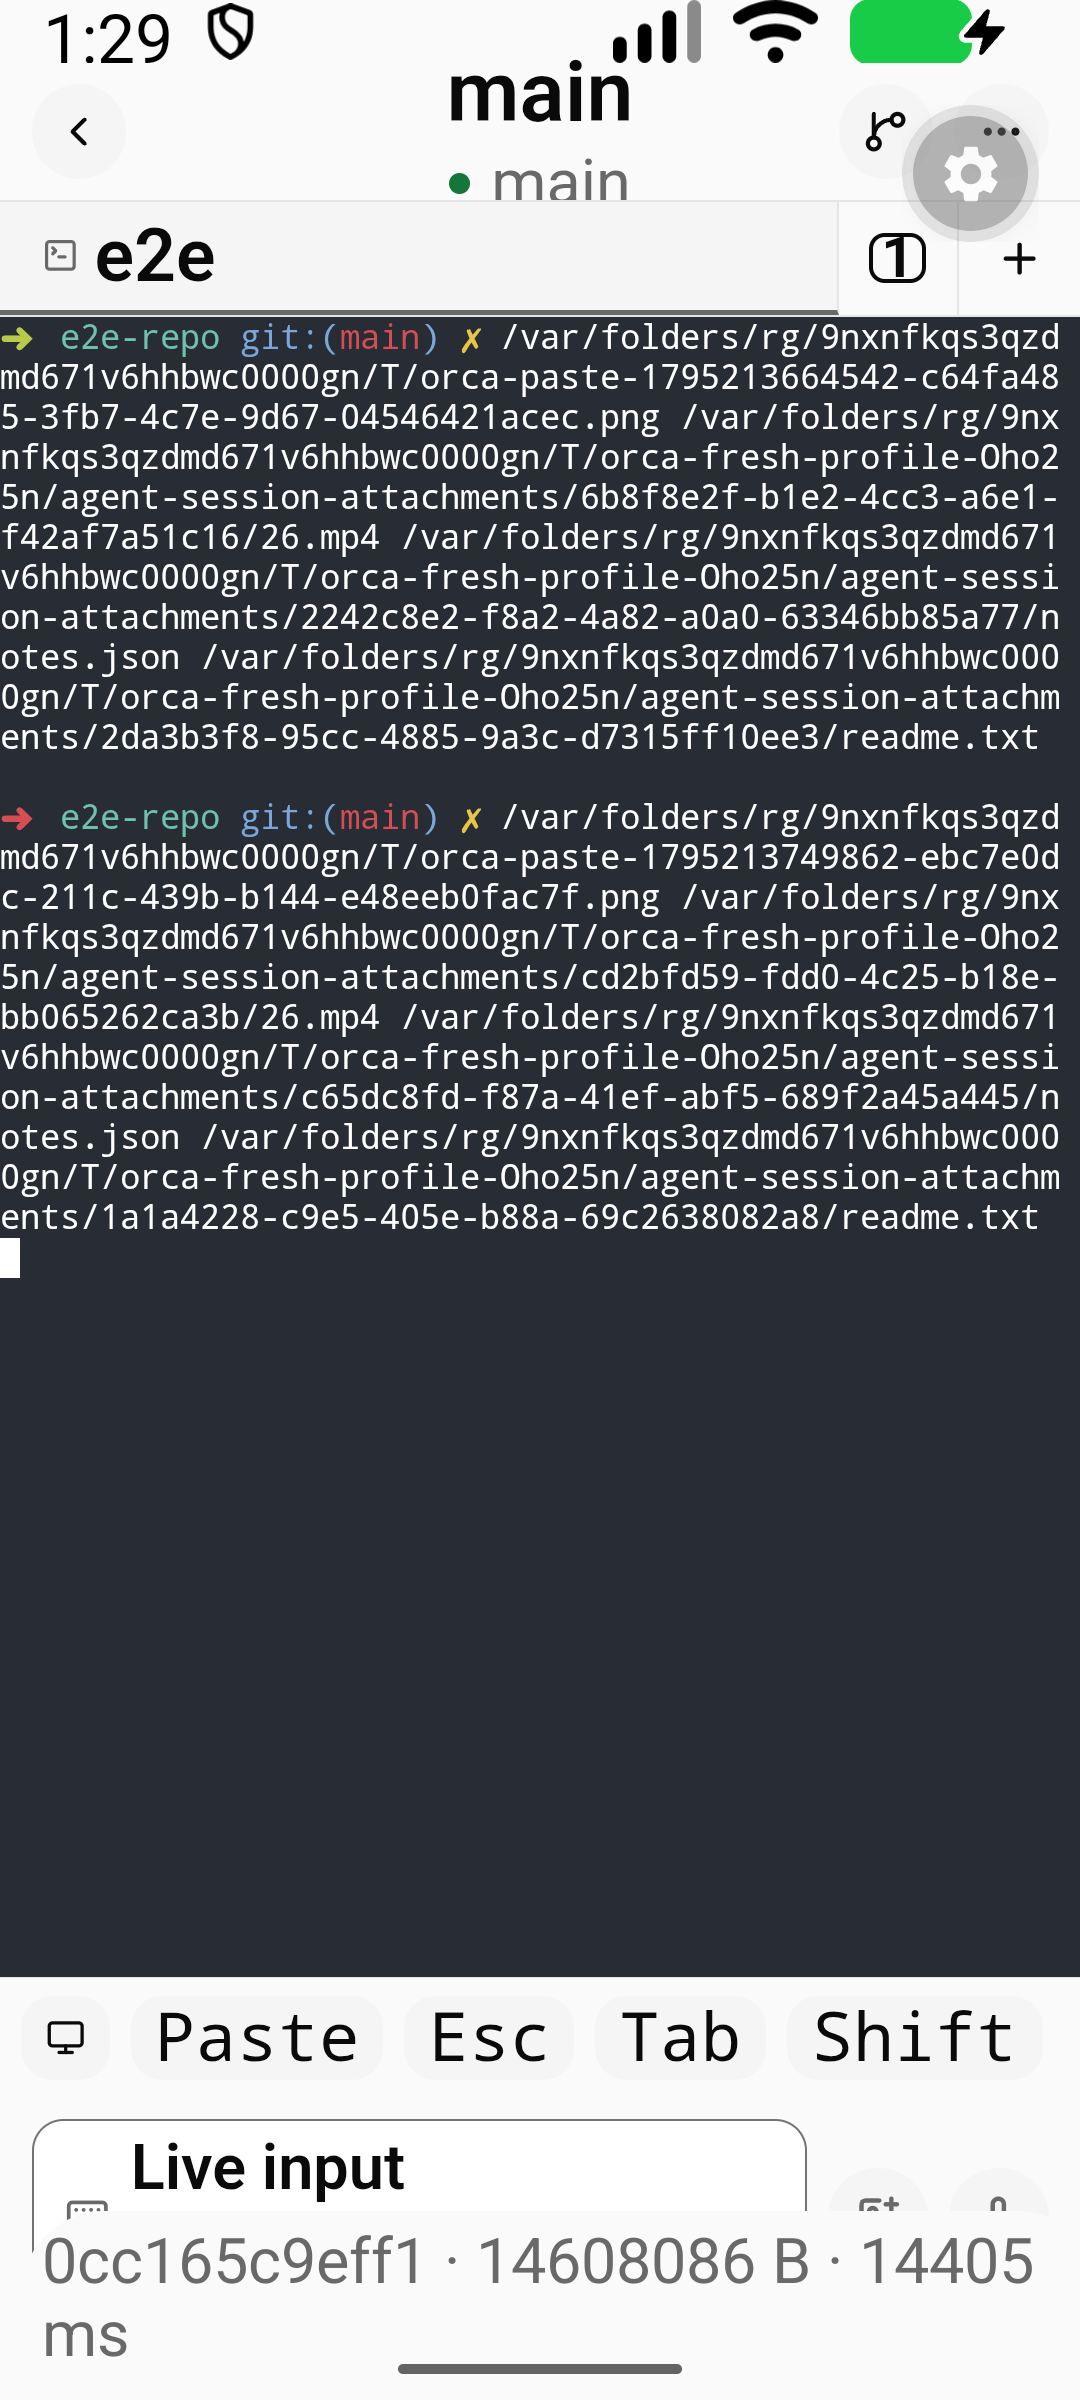 1:29
main
main
e2e
1
➜ e2e-repo git:(main) ✗ /var/folders/rg/9nxnfkqs3qzd
md671v6hhbwc0000gn/T/orca-paste-1795213664542-c64fa48
5-3fb7-4c7e-9d67-04546421acec.png /var/folders/rg/9nx
nfkqs3qzdmd671v6hhbwc0000gn/T/orca-fresh-profile-Oho2
5n/agent-session-attachments/6b8f8e2f-b1e2-4cc3-a6e1-
f42af7a51c16/26.mp4 /var/folders/rg/9nxnfkqs3qzdmd671
v6hhbwc0000gn/T/orca-fresh-profile-Oho25n/agent-sessi
on-attachments/2242c8e2-f8a2-4a82-a0a0-63346bb85a77/n
otes.json /var/folders/rg/9nxnfkqs3qzdmd671v6hhbwc000
0gn/T/orca-fresh-profile-Oho25n/agent-session-attachm
ents/2da3b3f8-95cc-4885-9a3c-d7315ff10ee3/readme.txt
➜ e2e-repo git:(main) ✗ /var/folders/rg/9nxnfkqs3qzd
md671v6hhbwc0000gn/T/orca-paste-1795213749862-ebc7e0d
c-211c-439b-b144-e48eeb0fac7f.png /var/folders/rg/9nx
nfkqs3qzdmd671v6hhbwc0000gn/T/orca-fresh-profile-Oho2
5n/agent-session-attachments/cd2bfd59-fdd0-4c25-b18e-
bb065262ca3b/26.mp4 /var/folders/rg/9nxnfkqs3qzdmd671
v6hhbwc0000gn/T/orca-fresh-profile-Oho25n/agent-sessi
on-attachments/c65dc8fd-f87a-41ef-abf5-689f2a45a445/n
otes.json /var/folders/rg/9nxnfkqs3qzdmd671v6hhbwc000
0gn/T/orca-fresh-profile-Oho25n/agent-session-attachm
ents/1a1a4228-c9e5-405e-b88a-69c2638082a8/readme.txt
Paste Esc Tab Shift
Live input
0cc165c9eff1 · 14608086 B · 14405
ms